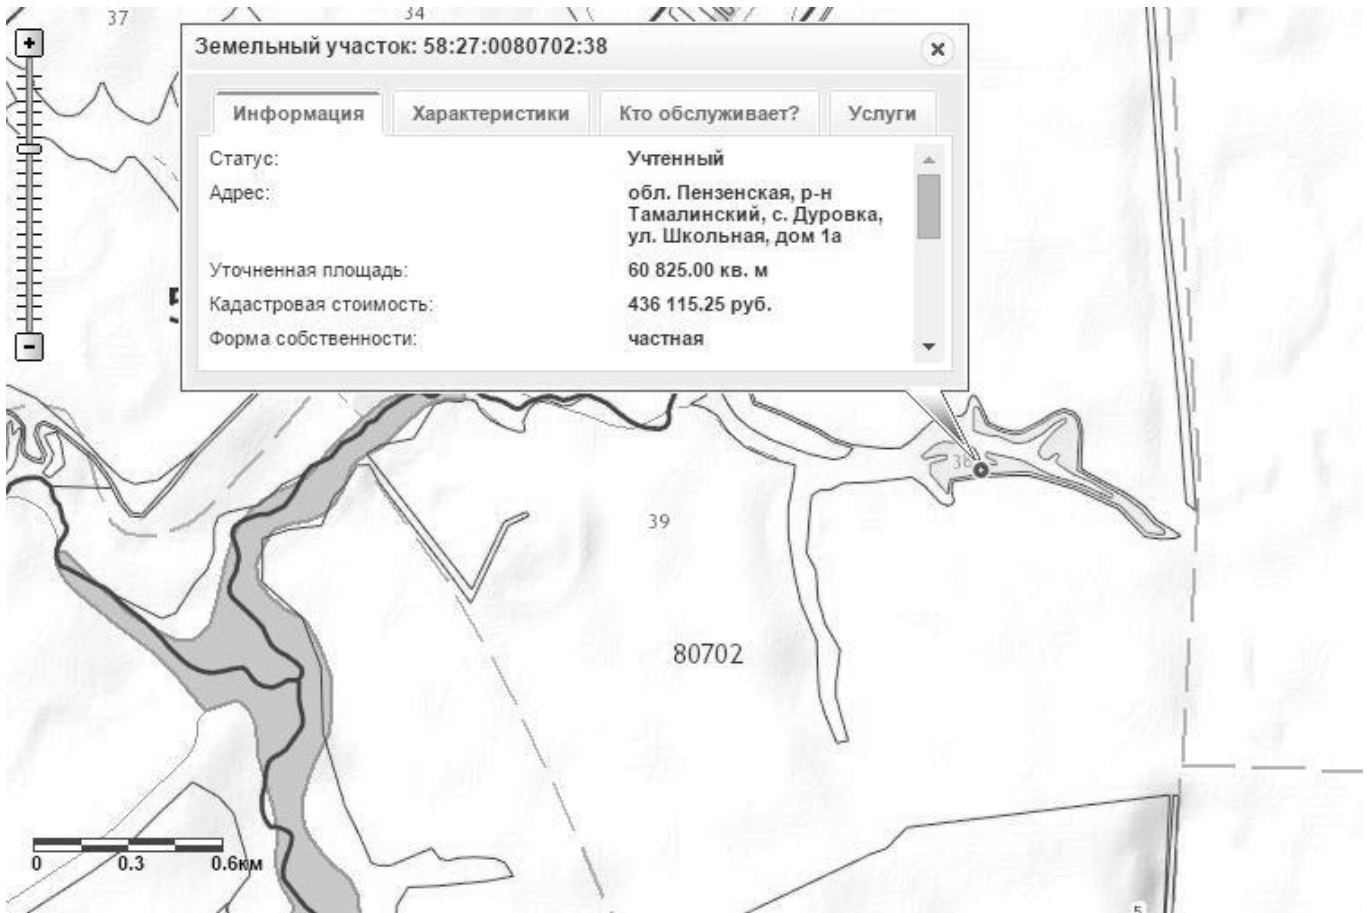 37
34
Земельный участок: 58:27:0080702:38
Информация
Характеристики
Кто обслуживает?
Услуги
Статус:
Учтенный
Адрес:
обл. Пензенская, р-н
Тамалинский, с. Дуровка,
ул. Школьная, дом 1а
Уточненная площадь:
60 825.00 кв. м
Кадастровая стоимость:
436 115.25 руб.
Форма собственности:
частная
39
80702
0 0.3 0.6км
5